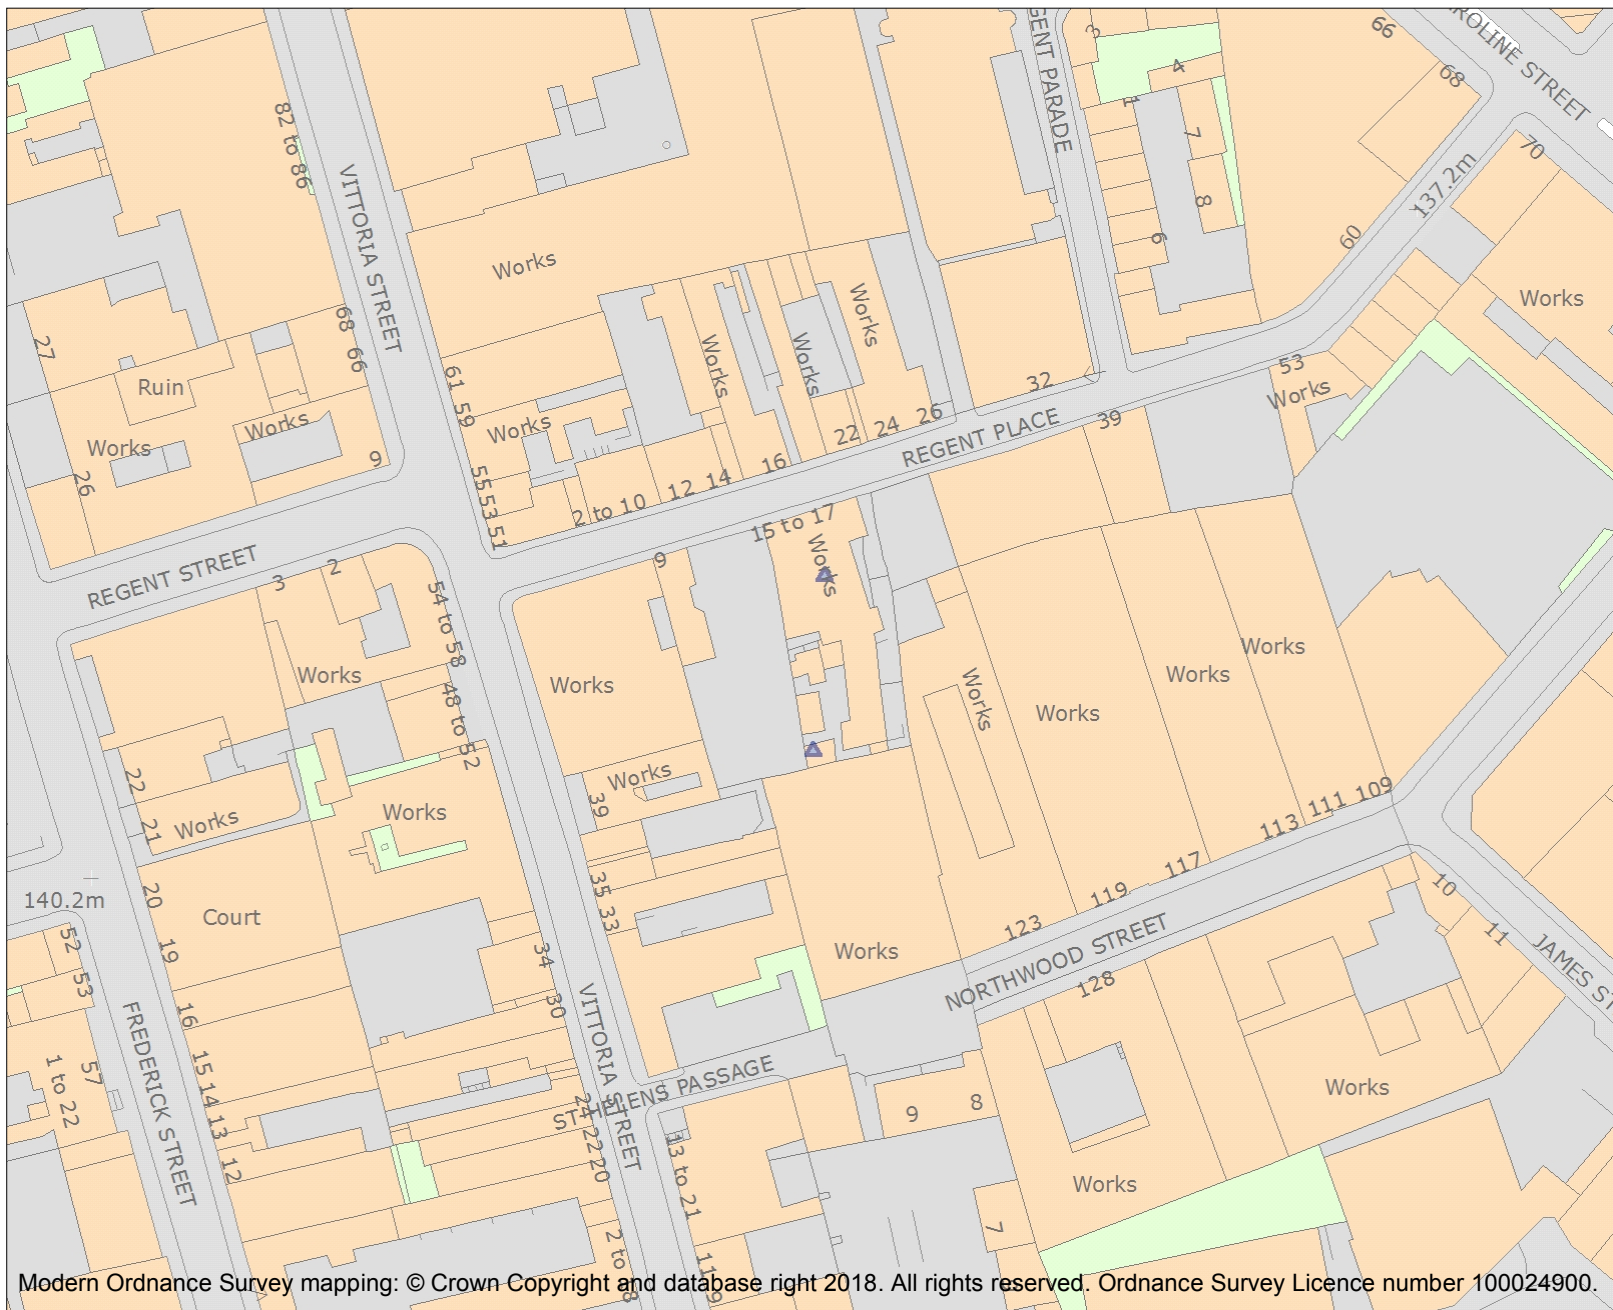 66
CAROLINE STREET
68
70
137.2m
60
REGENT PARADE
3
4
1
7
8
6
82 to 86
VITTORIA STREET
Works
Works
27
68
66
Ruin
Works
Works
26
9
61
59
Works
55
53
51
Works
Works
Works
32
53
Works
39
REGENT PLACE
2 to 10
12
14
16
22
24
26
REGENT STREET
3
2
54 to 58
Works
48 to 52
9
15 to 17
Works
Works
Works
Works
Works
Works
Works
39
22
21
Works
Works
20
140.2m
Court
19
52
53
16
15
14
13
12
57
1 to 22
FREDERICK STREET
35
33
34
30
VITTORIA STREET
ST HELENS PASSAGE
24
22
20
13 to 21
11
9
Works
123
119
117
113
111
109
NORTHWOOD STREET
128
10
11
JAMES ST
9
8
7
Works
Works
Modern Ordnance Survey mapping: © Crown Copyright and database right 2018. All rights reserved. Ordnance Survey Licence number 100024900.